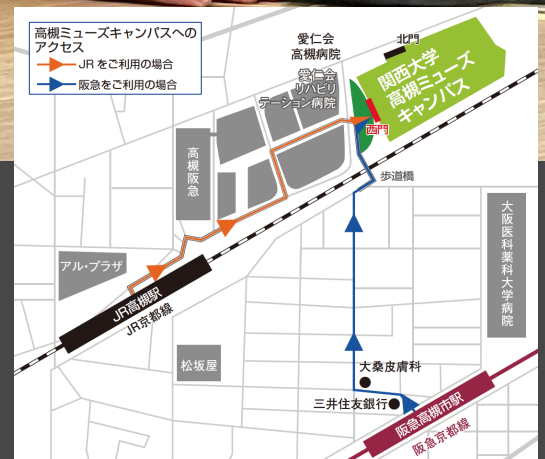 高槻ミューズキャンパスへの
アクセス
JRをご利用の場合
阪急をご利用の場合
愛仁会
高槻病院
北門
愛仁会
リハビリ
テーション病院
関西大学
高槻ミューズ
キャンパス
西門
高槻阪急
歩道橋
大阪医科薬科大学病院
アル・プラザ
JR高槻駅
JR京都線
松坂屋
大桑皮膚科
三井住友銀行
阪急高槻市駅
阪急京都線